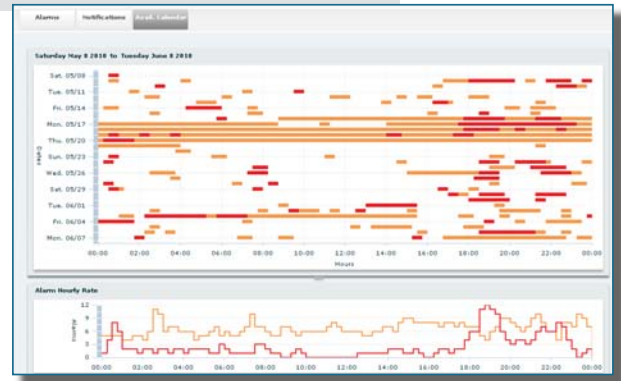 Alarms Notifications Avail. Calendar
Saturday May 8 2010 to Tuesday June 8 2010
Sat. 05/08
Tue. 05/11
Fri. 05/14
Mon. 05/17
Thu. 05/20
Sun. 05/23
Wed. 05/26
Sat. 05/29
Tue. 06/01
Fri. 06/04
Mon. 06/07
Dates
00:00 02:00 04:00 06:00 08:00 10:00 12:00 14:00 16:00 18:00 20:00 22:00 00:00
Hours
Alarm Hourly Rate
12
9
6
3
0
Alarms
00:00 02:00 04:00 06:00 08:00 10:00 12:00 14:00 16:00 18:00 20:00 22:00 00:00